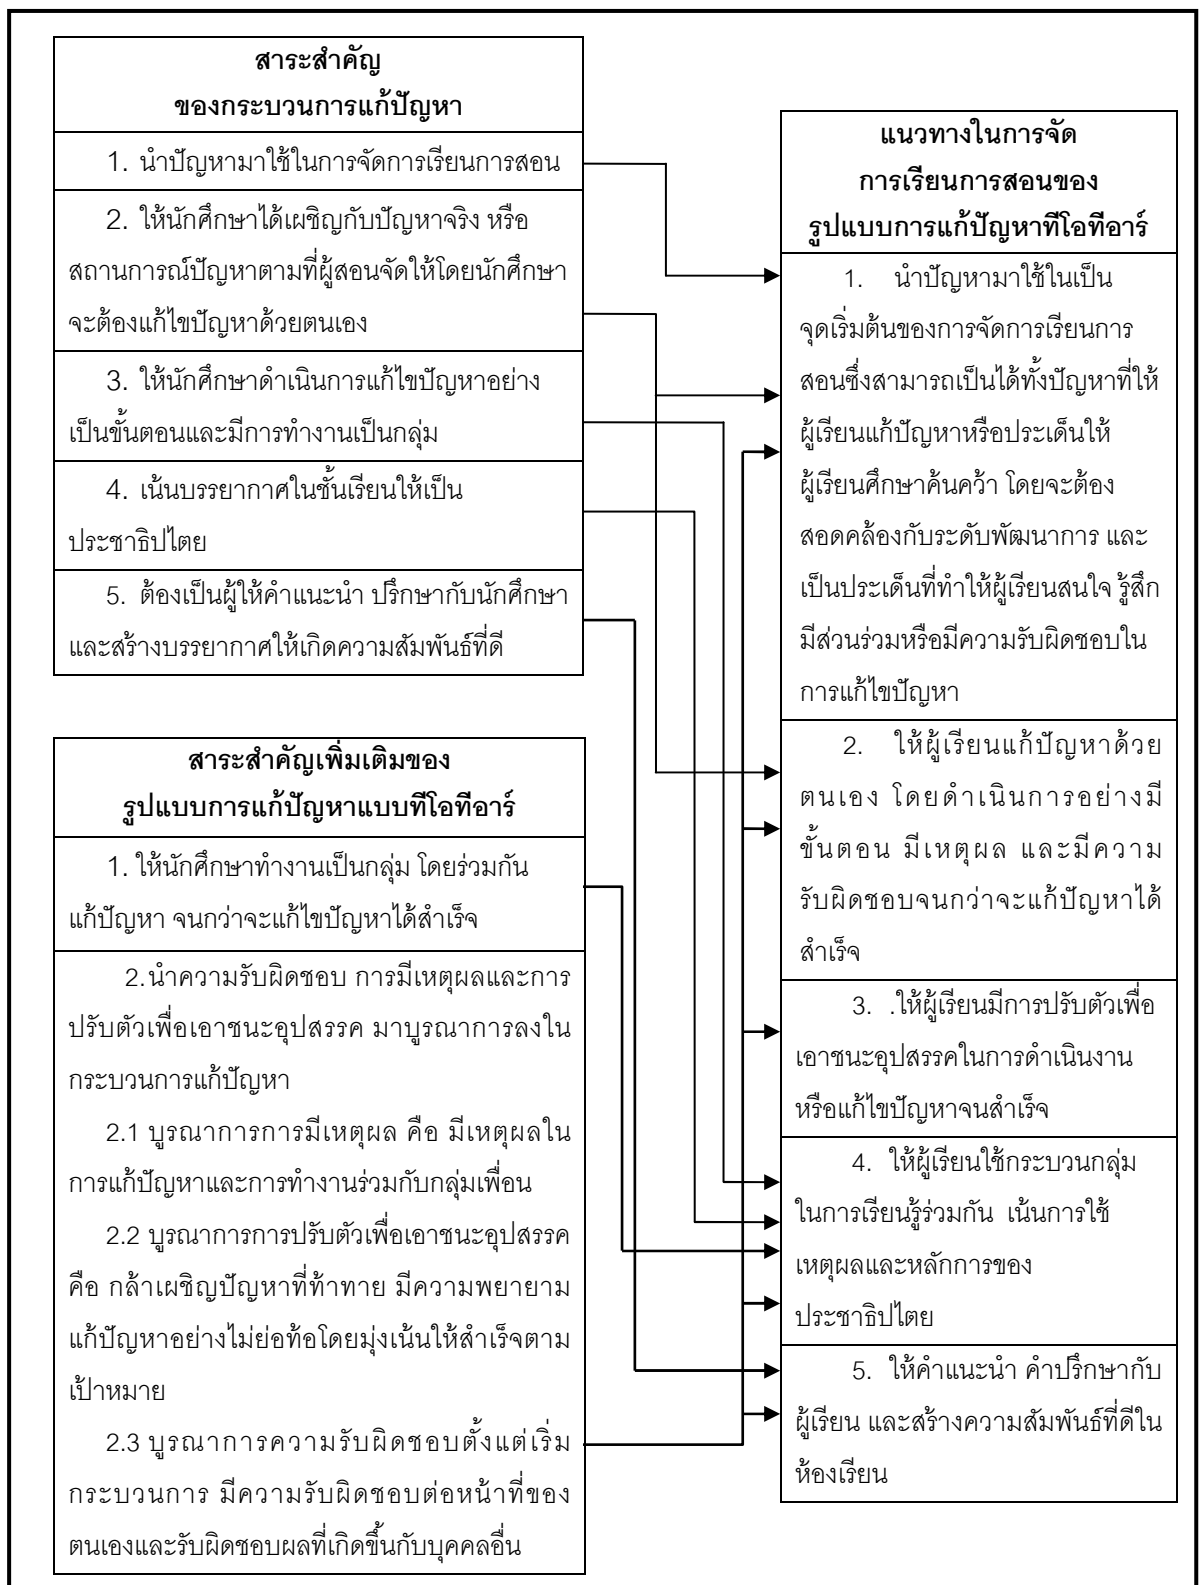 สาระสำคัญ
ของกระบวนการแก้ปัญหา
1. นำปัญหามาใช้ในการจัดการเรียนการสอน
2. ให้นักศึกษาได้เผชิญกับปัญหาจริง หรือ
สถานการณ์ปัญหาตามที่ผู้สอนจัดให้โดยนักศึกษา
จะต้องแก้ไขปัญหาด้วยตนเอง
3. ให้นักศึกษาดำเนินการแก้ไขปัญหาอย่าง
เป็นขั้นตอนและมีการทำงานเป็นกลุ่ม
4. เน้นบรรยากาศในชั้นเรียนให้เป็น
ประชาธิปไตย
5. ต้องเป็นผู้ให้คำแนะนำ ปรึกษากับนักศึกษา
และสร้างบรรยากาศให้เกิดความสัมพันธ์ที่ดี
สาระสำคัญเพิ่มเติมของ
รูปแบบการแก้ปัญหาแบบทีโอทีอาร์
1. ให้นักศึกษาทำงานเป็นกลุ่ม โดยร่วมกัน
แก้ปัญหา จนกว่าจะแก้ไขปัญหาได้สำเร็จ
2.นำความรับผิดชอบ การมีเหตุผลและการ
ปรับตัวเพื่อเอาชนะอุปสรรค มาบูรณาการลงใน
กระบวนการแก้ปัญหา
2.1 บูรณาการการมีเหตุผล คือ มีเหตุผลใน
การแก้ปัญหาและการทำงานร่วมกับกลุ่มเพื่อน
2.2 บูรณาการการปรับตัวเพื่อเอาชนะอุปสรรค
คือ กล้าเผชิญปัญหาที่ท้าทาย มีความพยายาม
แก้ปัญหาอย่างไม่ย่อท้อโดยมุ่งเน้นให้สำเร็จตาม
เป้าหมาย
2.3 บูรณาการความรับผิดชอบตั้งแต่เริ่ม
กระบวนการ มีความรับผิดชอบต่อหน้าที่ของ
ตนเองและรับผิดชอบผลที่เกิดขึ้นกับบุคคลอื่น
แนวทางในการจัด
การเรียนการสอนของ
รูปแบบการแก้ปัญหาทีโอทีอาร์
1. นำปัญหามาใช้ในเป็น
จุดเริ่มต้นของการจัดการเรียนการ
สอนซึ่งสามารถเป็นได้ทั้งปัญหาที่ให้
ผู้เรียนแก้ปัญหาหรือประเด็นให้
ผู้เรียนศึกษาค้นคว้า โดยจะต้อง
สอดคล้องกับระดับพัฒนาการ และ
เป็นประเด็นที่ทำให้ผู้เรียนสนใจ รู้สึก
มีส่วนร่วมหรือมีความรับผิดชอบใน
การแก้ไขปัญหา
2. ให้ผู้เรียนแก้ปัญหาด้วย
ตนเอง โดยดำเนินการอย่างมี
ขั้นตอน มีเหตุผล และมีความ
รับผิดชอบจนกว่าจะแก้ปัญหาได้
สำเร็จ
3. .ให้ผู้เรียนมีการปรับตัวเพื่อ
เอาชนะอุปสรรคในการดำเนินงาน
หรือแก้ไขปัญหาจนสำเร็จ
4. ให้ผู้เรียนใช้กระบวนกลุ่ม
ในการเรียนรู้ร่วมกัน เน้นการใช้
เหตุผลและหลักการของ
ประชาธิปไตย
5. ให้คำแนะนำ คำปรึกษากับ
ผู้เรียน และสร้างความสัมพันธ์ที่ดีใน
ห้องเรียน